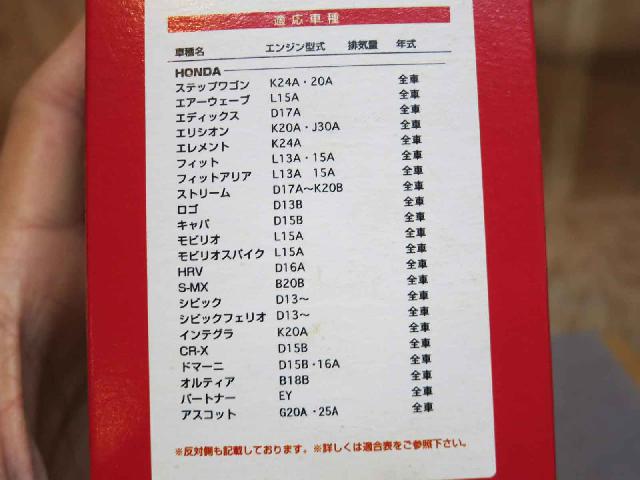 適応車種
車種名 エンジン型式 排気量 年式
HONDA
ステップワゴン K24A・20A 全車
エアーウェーブ L15A 全車
エディックス D17A 全車
エリシオン K20A・J30A 全車
エレメント K24A 全車
フィット L13A・15A 全車
フィットアリア L13A 15A 全車
ストリーム D17A〜K20B 全車
ロゴ D13B 全車
キャパ D15B 全車
モビリオ L15A 全車
モビリオスパイク L15A 全車
HRV D16A 全車
S-MX B20B 全車
シビック D13〜 全車
シビックフェリオ D13〜 全車
インテグラ K20A 全車
CR-X D15B 全車
ドマーニ D15B・16A 全車
オルティア B18B 全車
パートナー EY 全車
アスコット G20A・25A 全車
※反対側も記載しております。※詳しくは適合表をご参照下さい。